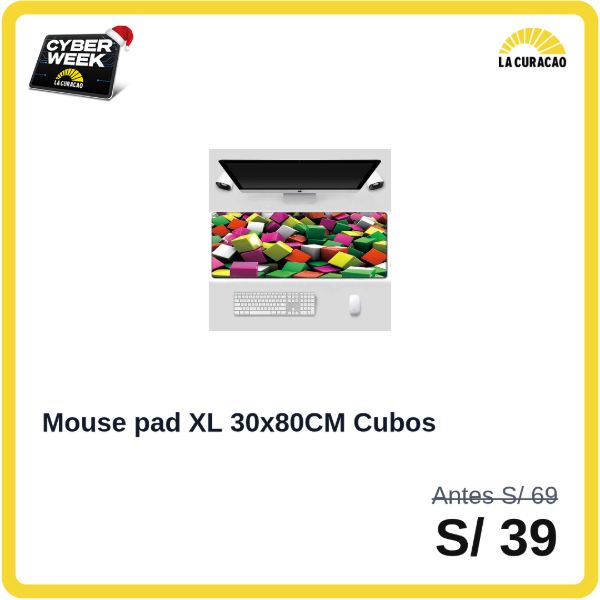 CYBER
WEEK
LA CURACAO
LA CURACAO
Mouse pad XL 30x80CM Cubos
Antes S/ 69
S/ 39